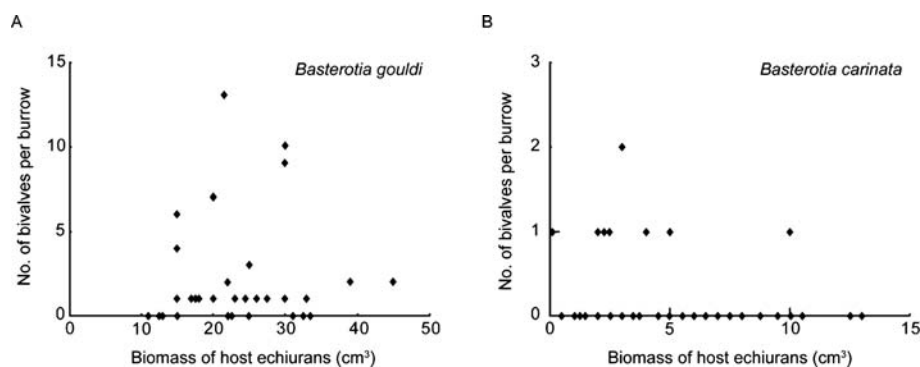 A
Basterotia gouldi
No. of bivalves per burrow
15
10
5
0
0 10 20 30 40 50
Biomass of host echiurans (cm³)
B
Basterotia carinata
No. of bivalves per burrow
3
2
1
0
0 5 10 15
Biomass of host echiurans (cm³)